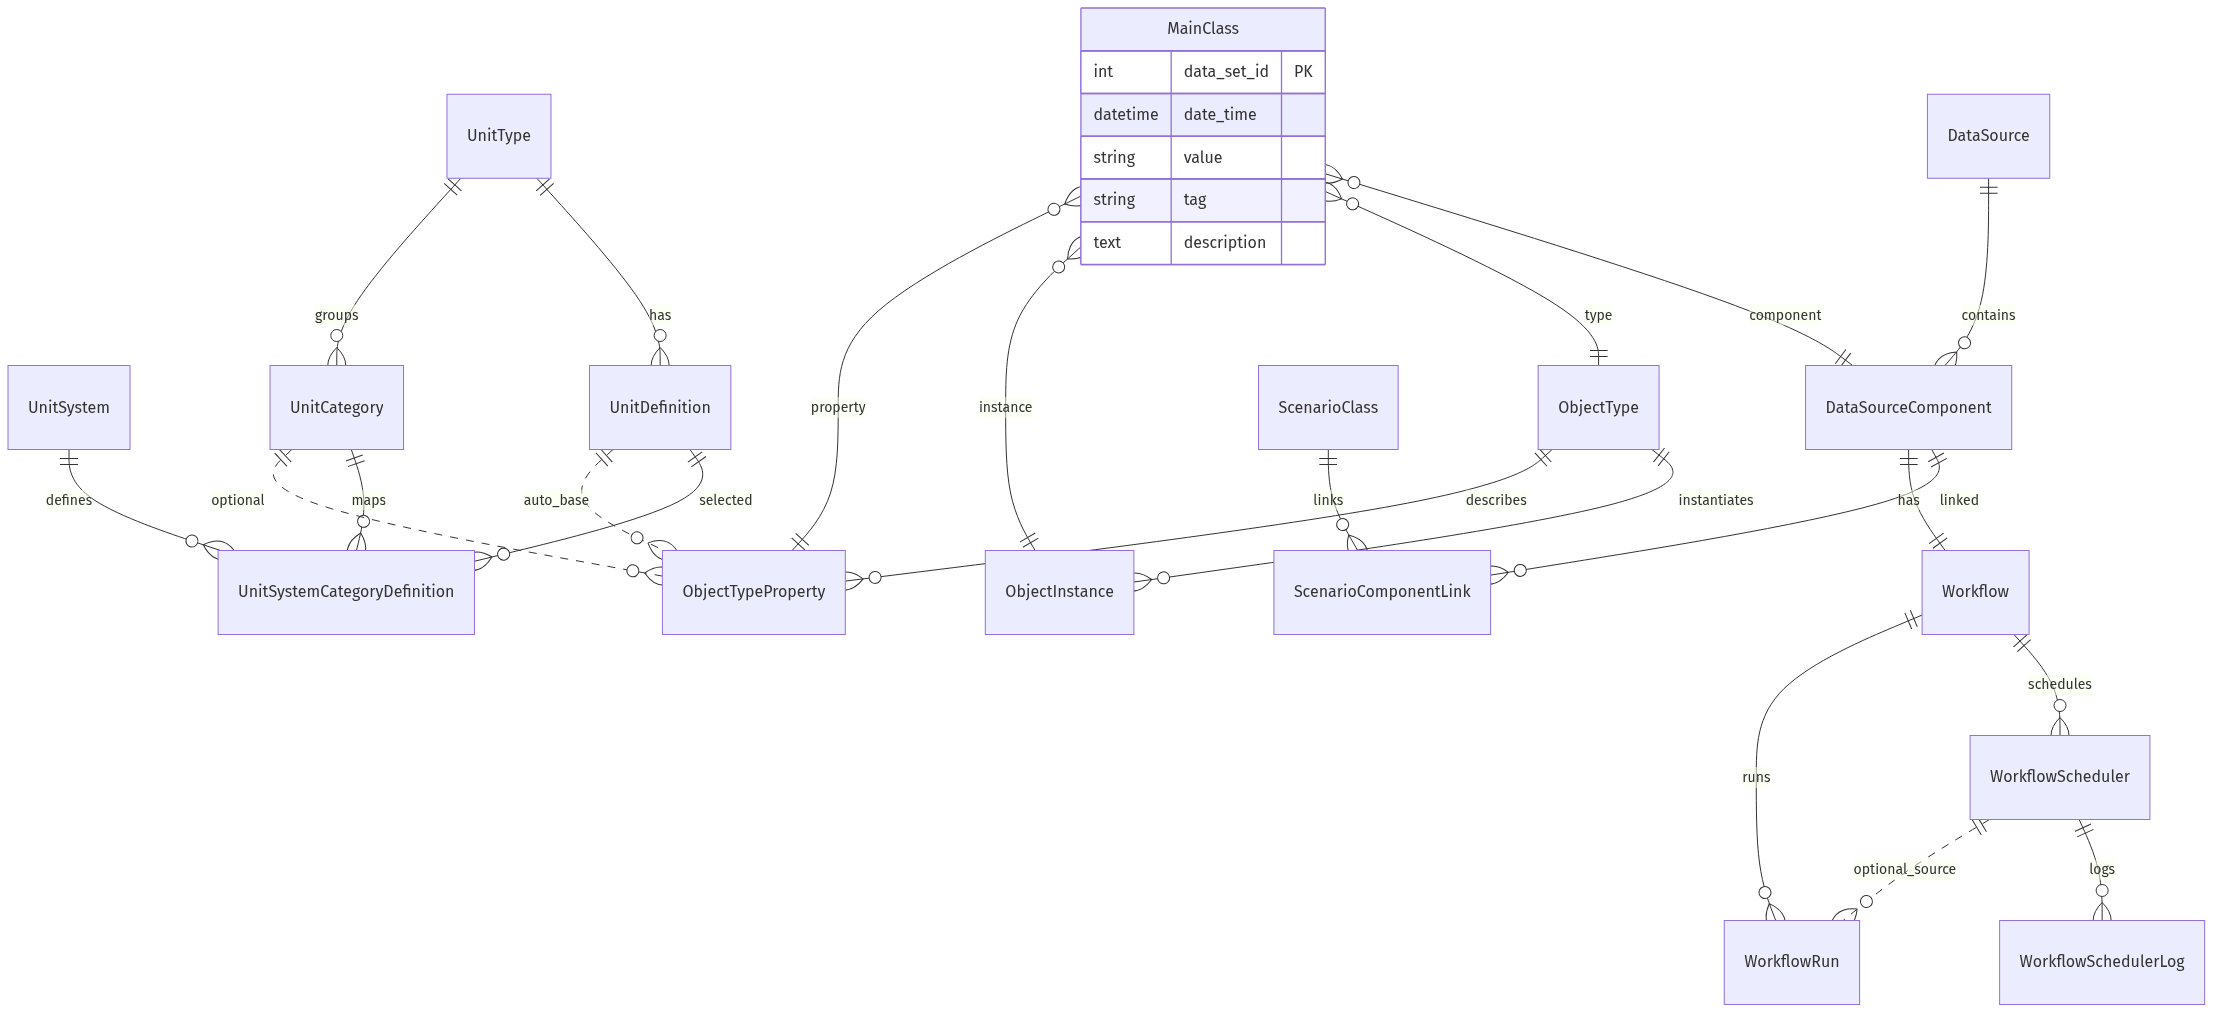 MainClass
int data_set_id PK
datetime date_time
string value
string tag
text description
UnitType
DataSource
groups
has
type
component
contains
UnitSystem
UnitCategory
UnitDefinition
property
instance
ScenarioClass
ObjectType
DataSourceComponent
defines
optional
maps
auto_base
selected
links
describes
instantiates
has
linked
UnitSystemCategoryDefinition
ObjectTypeProperty
ObjectInstance
ScenarioComponentLink
Workflow
schedules
runs
WorkflowScheduler
optional_source
logs
WorkflowRun
WorkflowSchedulerLog